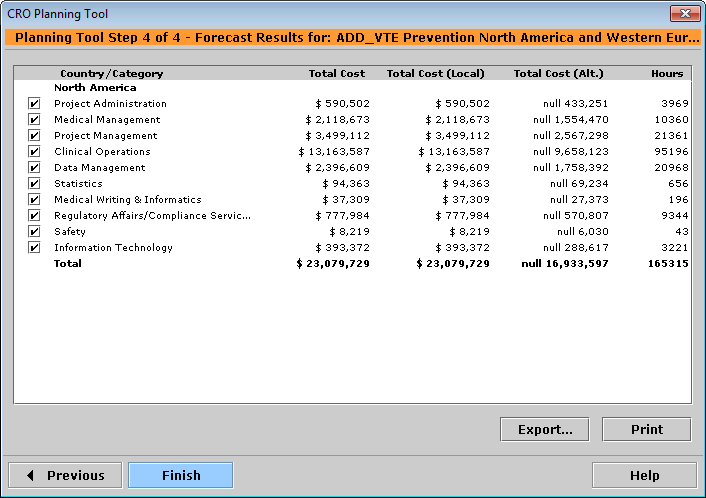 CRO Planning Tool
Planning Tool Step 4 of 4 - Forecast Results for: ADD_VTE Prevention North America and Western Eur...
Country/Category Total Cost Total Cost (Local) Total Cost (Alt.) Hours
North America
Project Administration $ 590,502 $ 590,502 null 433,251 3969
Medical Management $ 2,118,673 $ 2,118,673 null 1,554,470 10360
Project Management $ 3,499,112 $ 3,499,112 null 2,567,298 21361
Clinical Operations $ 13,163,587 $ 13,163,587 null 9,658,123 95196
Data Management $ 2,396,609 $ 2,396,609 null 1,758,392 20968
Statistics $ 94,363 $ 94,363 null 69,234 656
Medical Writing & Informatics $ 37,309 $ 37,309 null 27,373 196
Regulatory Affairs/Compliance Servic... $ 777,984 $ 777,984 null 570,807 9344
Safety $ 8,219 $ 8,219 null 6,030 43
Information Technology $ 393,372 $ 393,372 null 288,617 3221
Total $ 23,079,729 $ 23,079,729 null 16,933,597 165315
Export... Print
Previous Finish Help